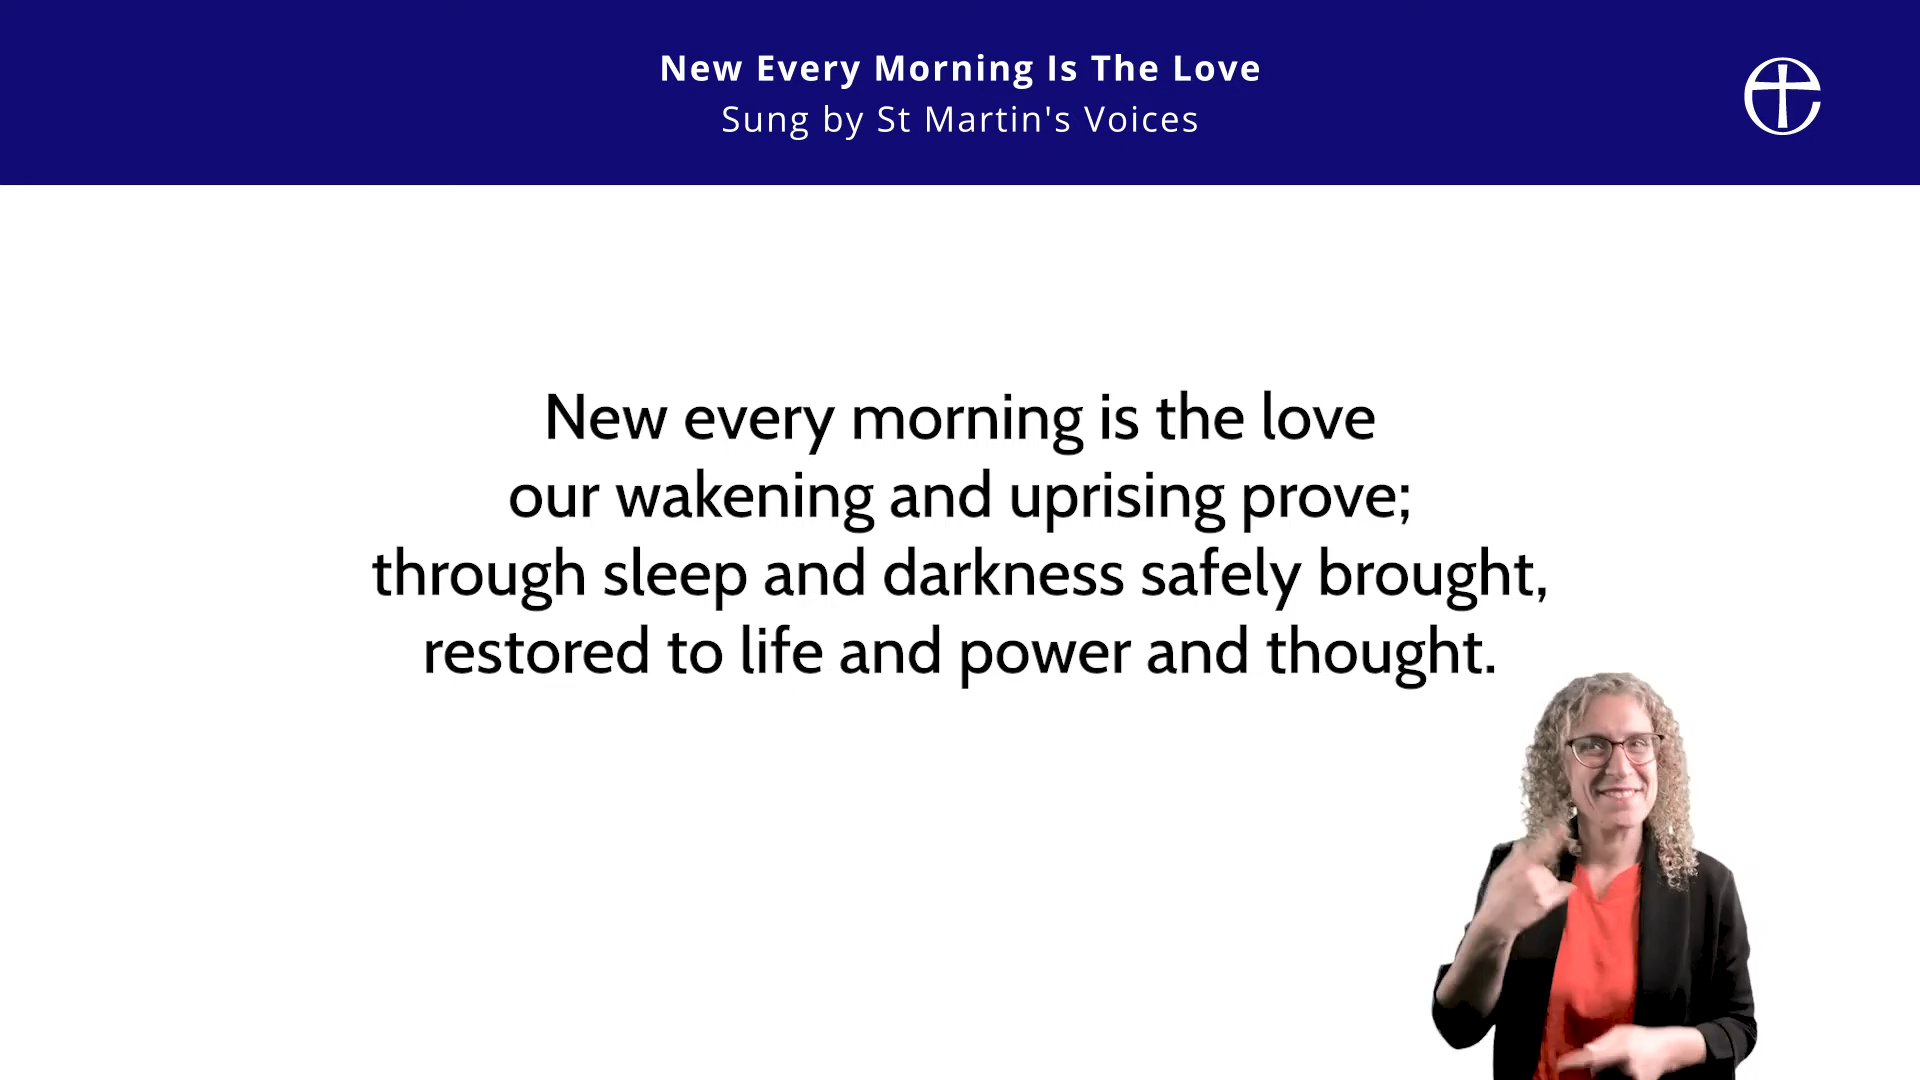 New Every Morning Is The Love
Sung by St Martin's Voices
New every morning is the love
our wakening and uprising prove;
through sleep and darkness safely brought,
restored to life and power and thought.